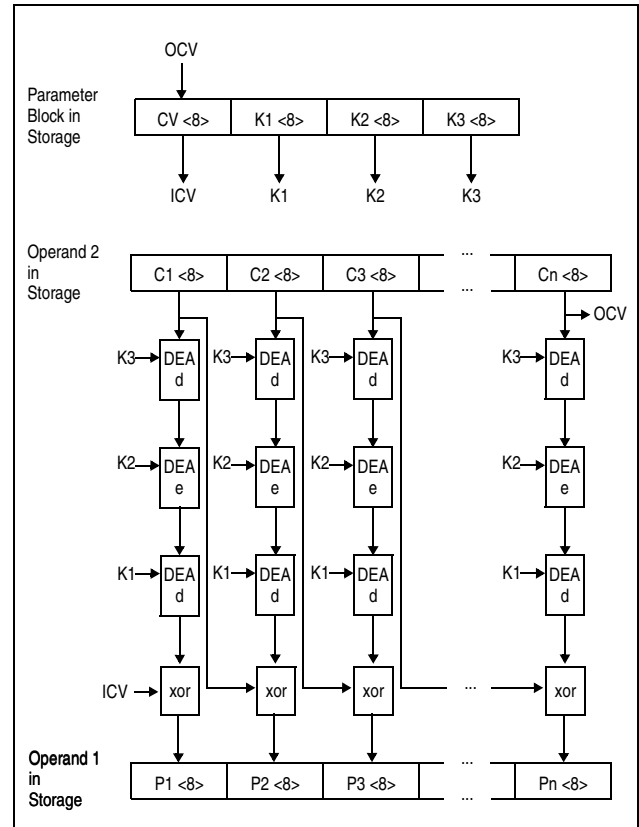 OCV
Parameter
Block in
Storage
CV <8> K1 <8> K2 <8> K3 <8>
ICV K1 K2 K3
Operand 2
in
Storage
C1 <8> C2 <8> C3 <8> ... ... Cn <8>
OCV
K3 DEA d K3 DEA d K3 DEA d K3 DEA d
K2 DEA e K2 DEA e K2 DEA e K2 DEA e
K1 DEA d K1 DEA d K1 DEA d K1 DEA d
ICV xor xor xor ... xor
Operand 1
in
Storage
P1 <8> P2 <8> P3 <8> ... ... Pn <8>